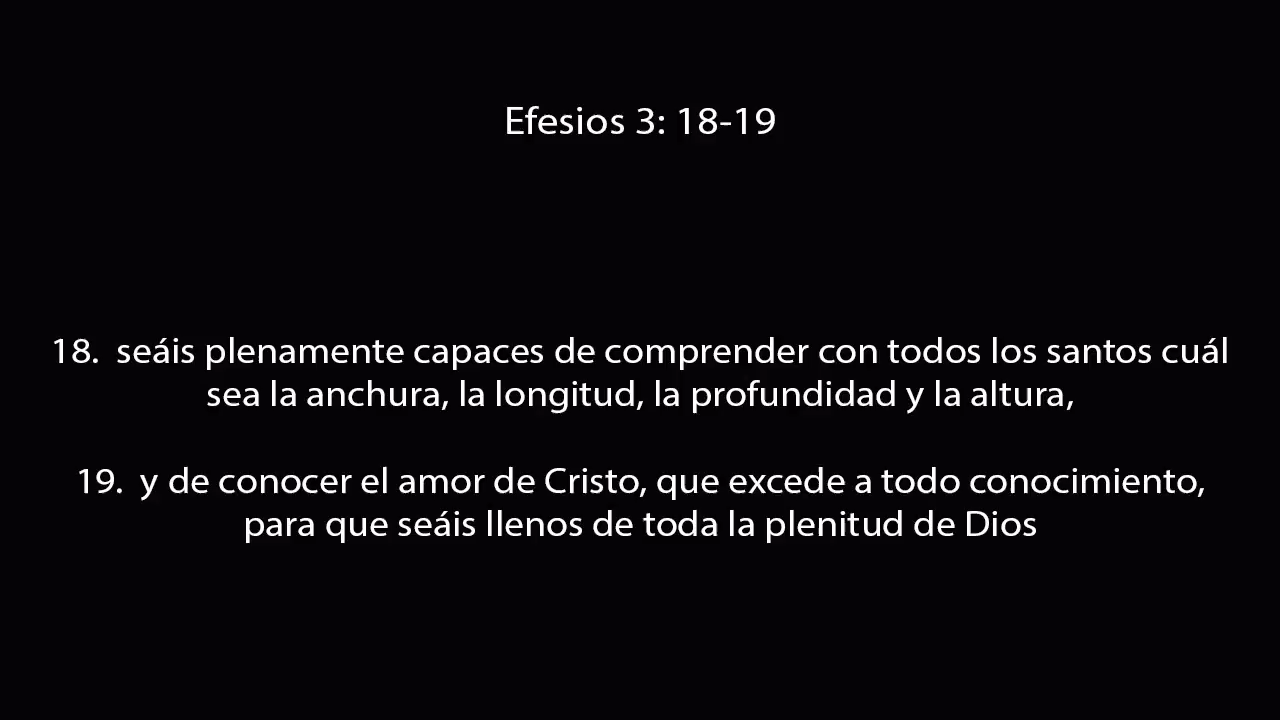 Efesios 3: 18-19
18.  seáis plenamente capaces de comprender con todos los santos cuál
sea la anchura, la longitud, la profundidad y la altura,
19.  y de conocer el amor de Cristo, que excede a todo conocimiento,
para que seáis llenos de toda la plenitud de Dios